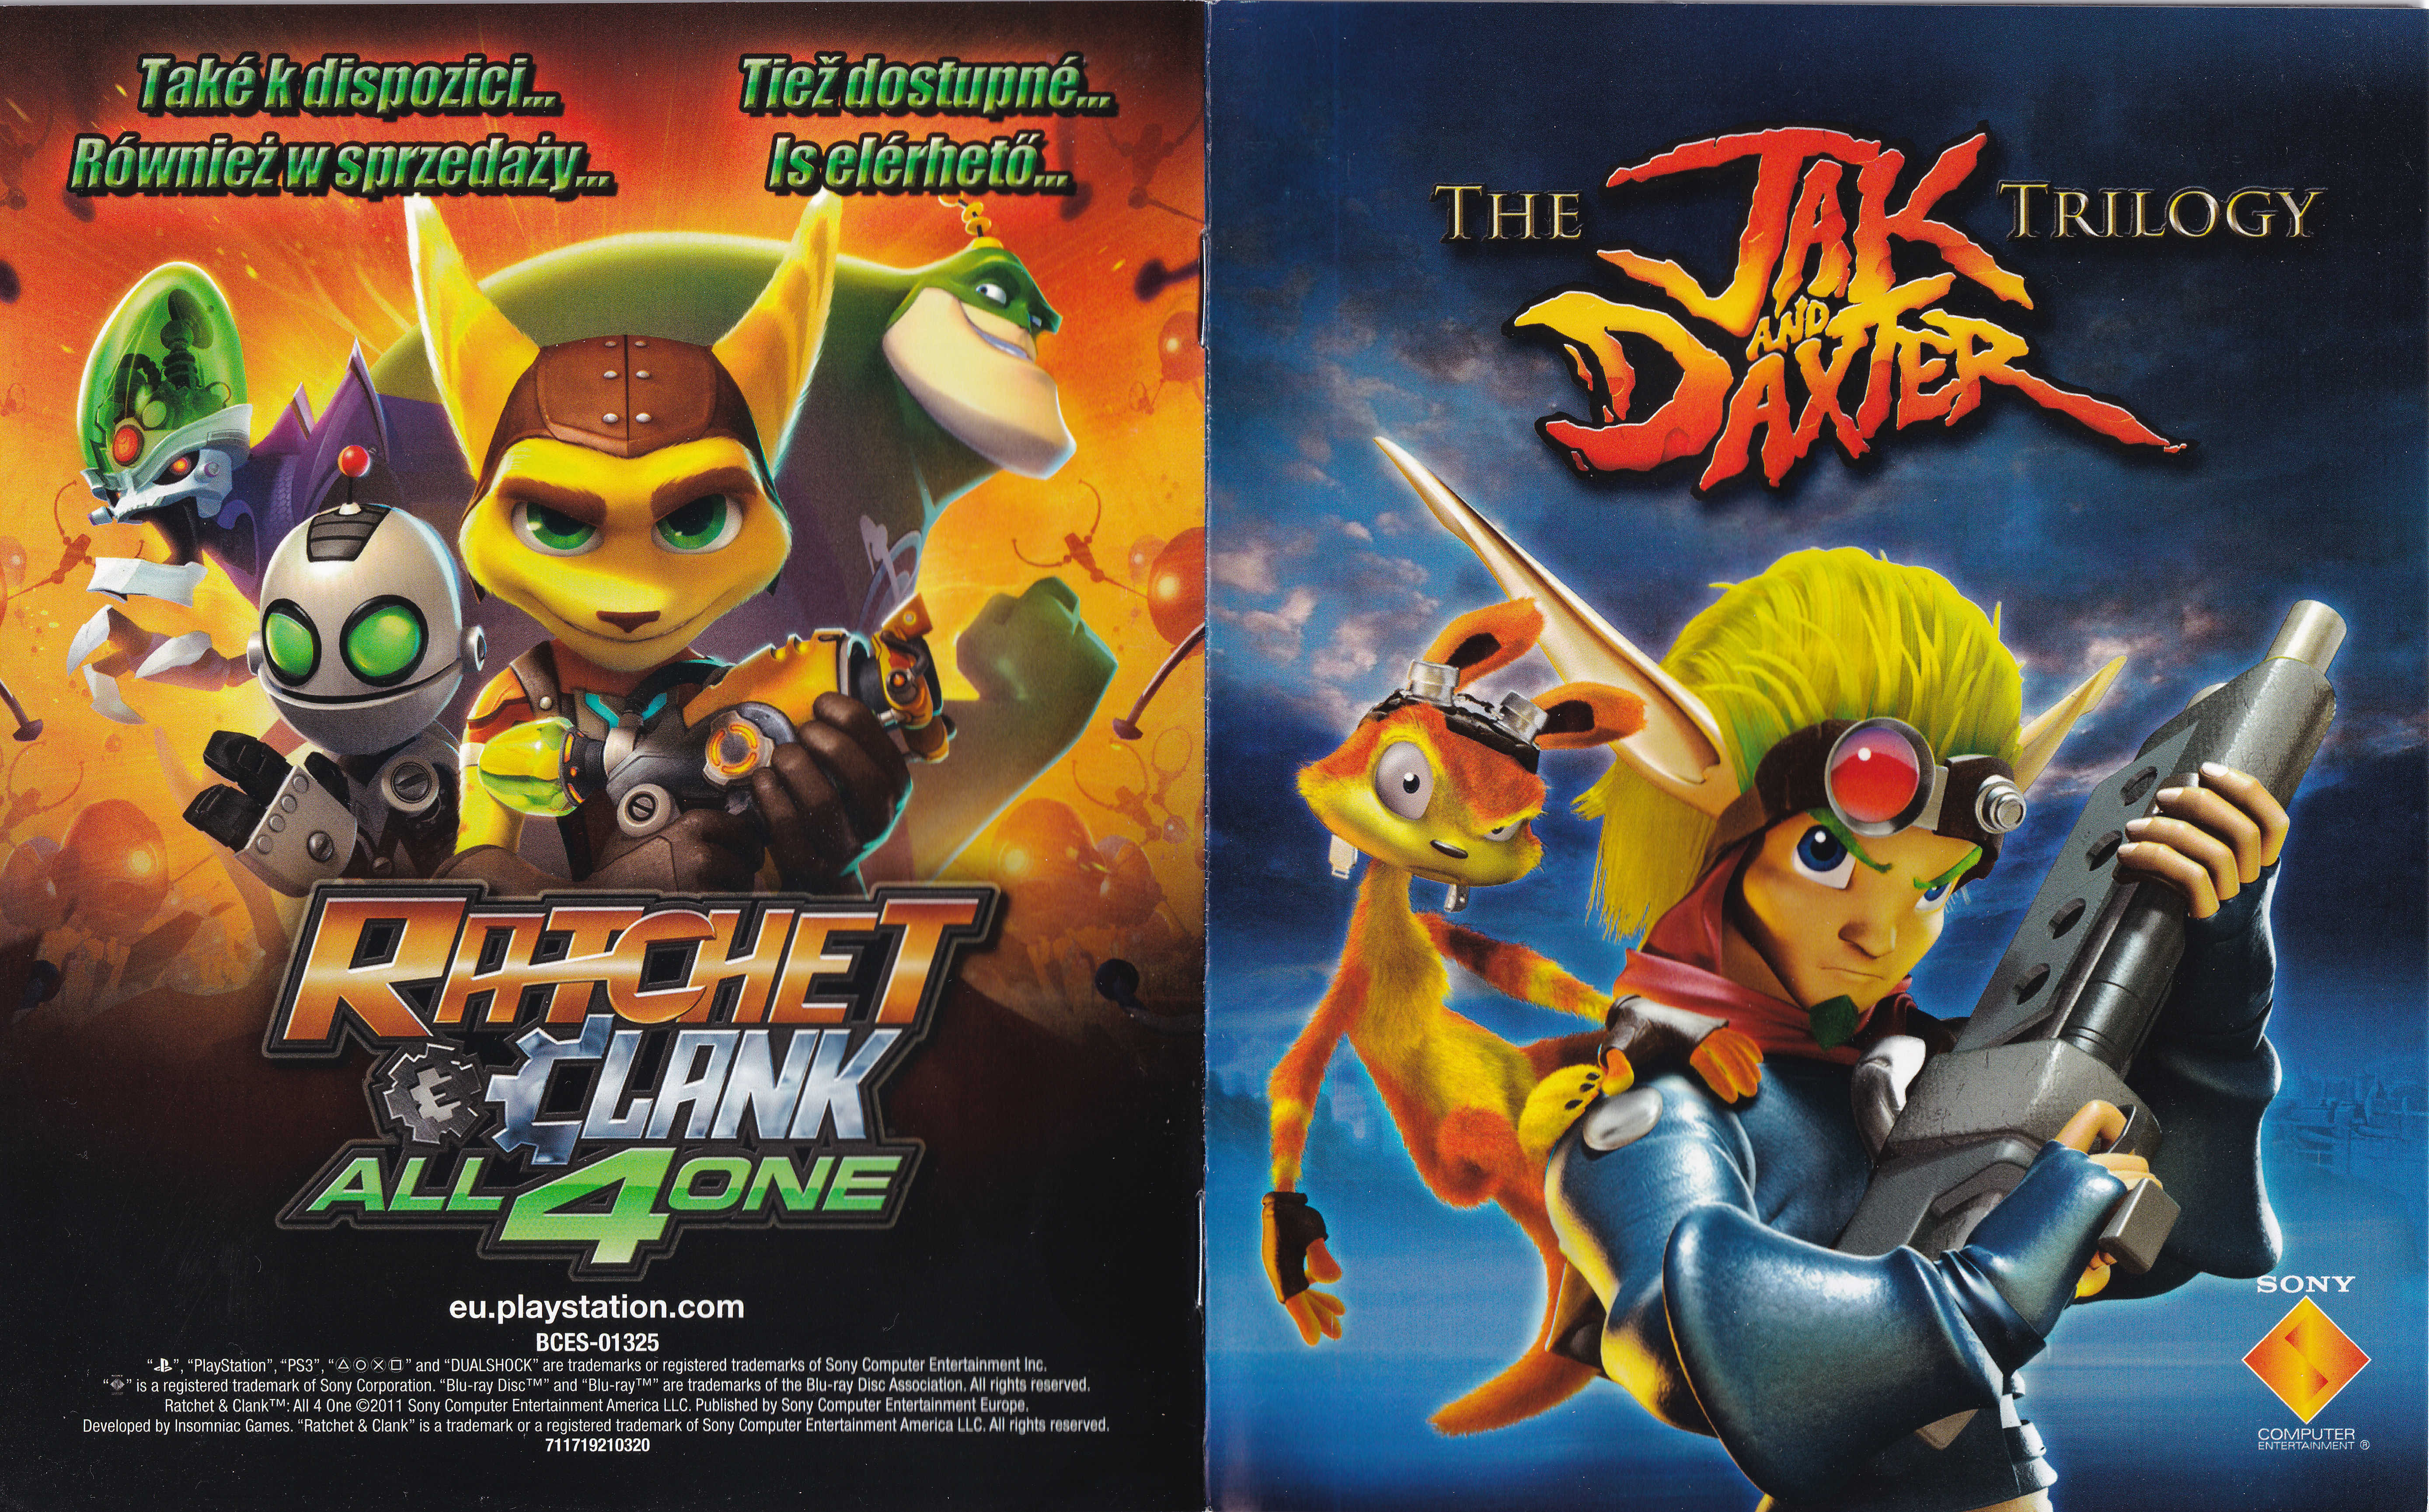 Také k dispozici...
Również w sprzedaży...
Tiež dostupné...
Is elérhető...
RATCHET
& CLANK
ALL 4 ONE
eu.playstation.com
BCES-01325
“”, “PlayStation”, “PS3”, “△○✕□” and “DUALSHOCK” are trademarks or registered trademarks of Sony Computer Entertainment Inc.
“” is a registered trademark of Sony Corporation. “Blu-ray Disc™” and “Blu-ray™” are trademarks of the Blu-ray Disc Association. All rights reserved.
Ratchet & Clank™: All 4 One ©2011 Sony Computer Entertainment America LLC. Published by Sony Computer Entertainment Europe.
Developed by Insomniac Games. “Ratchet & Clank” is a trademark or a registered trademark of Sony Computer Entertainment America LLC. All rights reserved.
711719210320
THE JAK AND DAXTER TRILOGY
SONY
COMPUTER
ENTERTAINMENT ®